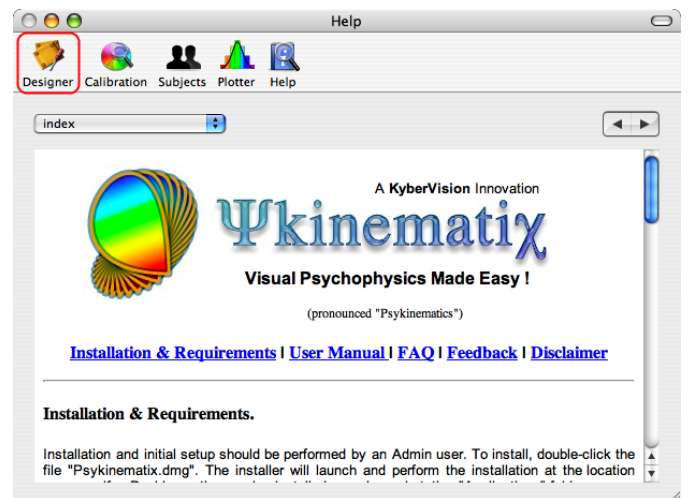 Help
Designer Calibration Subjects Plotter Help
index
A KyberVision Innovation
Ψkinematiχ
Visual Psychophysics Made Easy !
(pronounced "Psykinematics")
Installation & Requirements | User Manual | FAQ | Feedback | Disclaimer
Installation & Requirements.
Installation and initial setup should be performed by an Admin user. To install, double-click the
file "Psykinematix.dmg". The installer will launch and perform the installation at the location